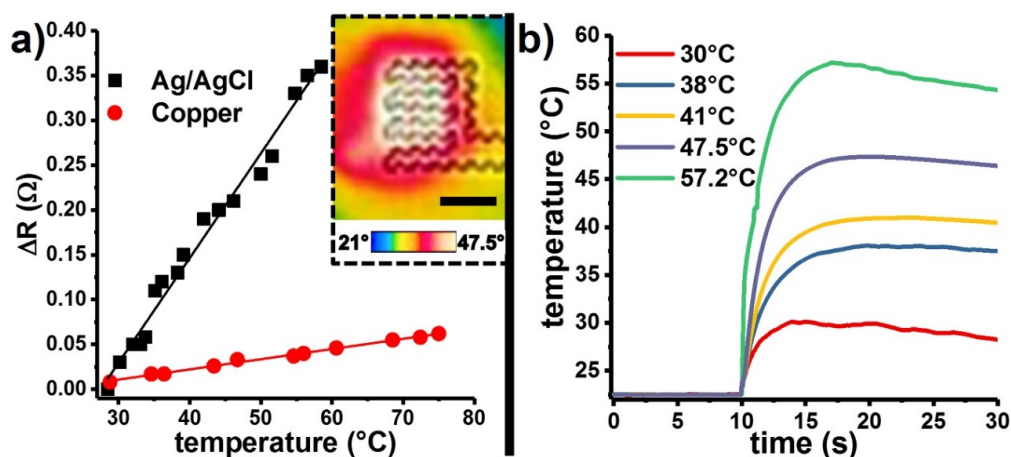 a)
0.40
0.35
0.30
0.25
0.20
0.15
0.10
0.05
0.00
ΔR (Ω)
Ag/AgCl
Copper
21° 47.5°
30 40 50 60 70 80
temperature (°C)
b)
60
55
50
45
40
35
30
25
temperature (°C)
30°C
38°C
41°C
47.5°C
57.2°C
0 5 10 15 20 25 30
time (s)